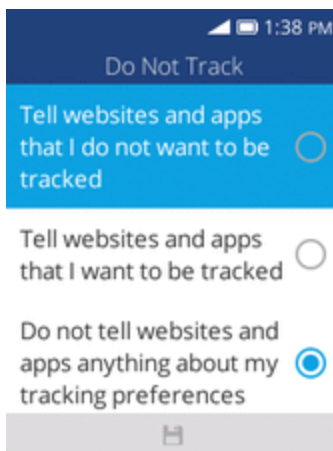 1:38 PM
Do Not Track
Tell websites and apps
that I do not want to be
tracked
Tell websites and apps
that I want to be tracked
Do not tell websites and
apps anything about my
tracking preferences